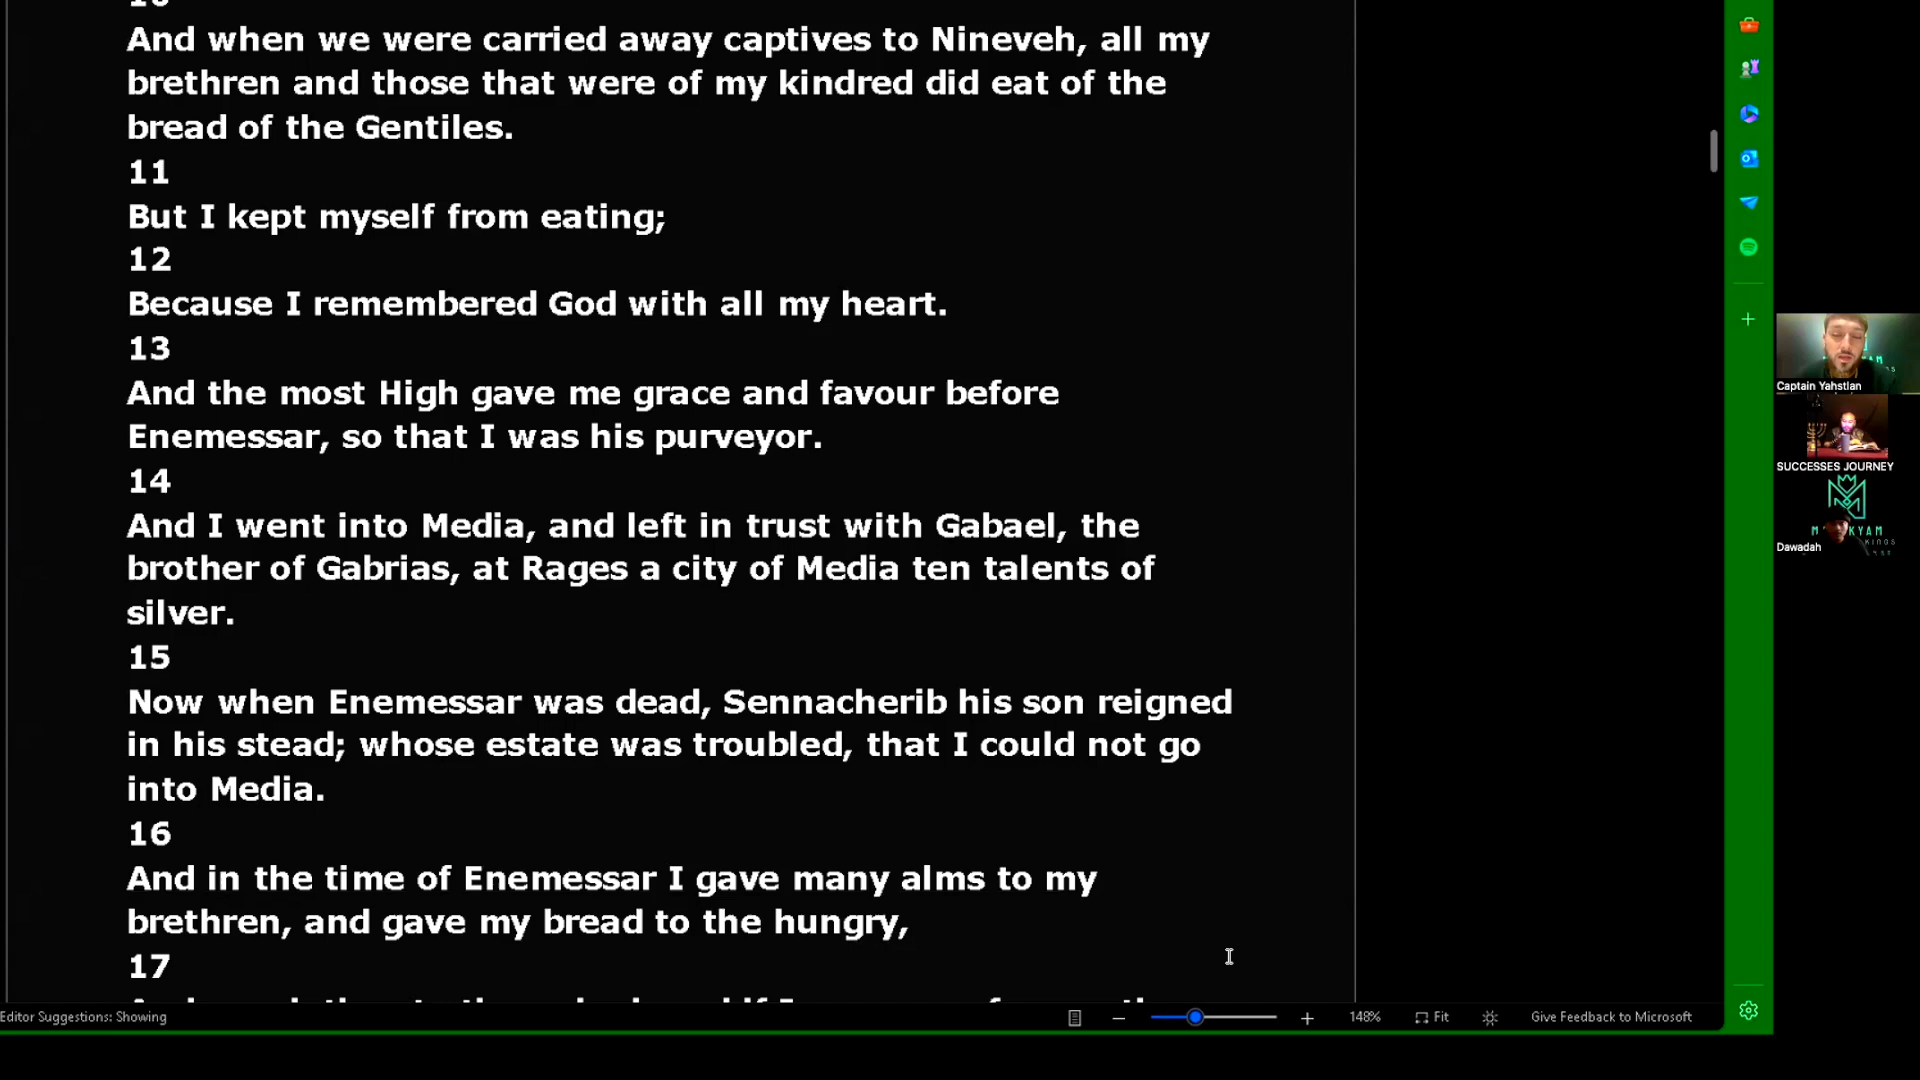 10
And when we were carried away captives to Nineveh, all my
brethren and those that were of my kindred did eat of the
bread of the Gentiles.
11
But I kept myself from eating;
12
Because I remembered God with all my heart.
13
And the most High gave me grace and favour before
Enemessar, so that I was his purveyor.
14
And I went into Media, and left in trust with Gabael, the
brother of Gabrias, at Rages a city of Media ten talents of
silver.
15
Now when Enemessar was dead, Sennacherib his son reigned
in his stead; whose estate was troubled, that I could not go
into Media.
16
And in the time of Enemessar I gave many alms to my
brethren, and gave my bread to the hungry,
17
Editor Suggestions: Showing
148%
Fit
Give Feedback to Microsoft
Captain Yahstlan
SUCCESSES JOURNEY
Dawadah